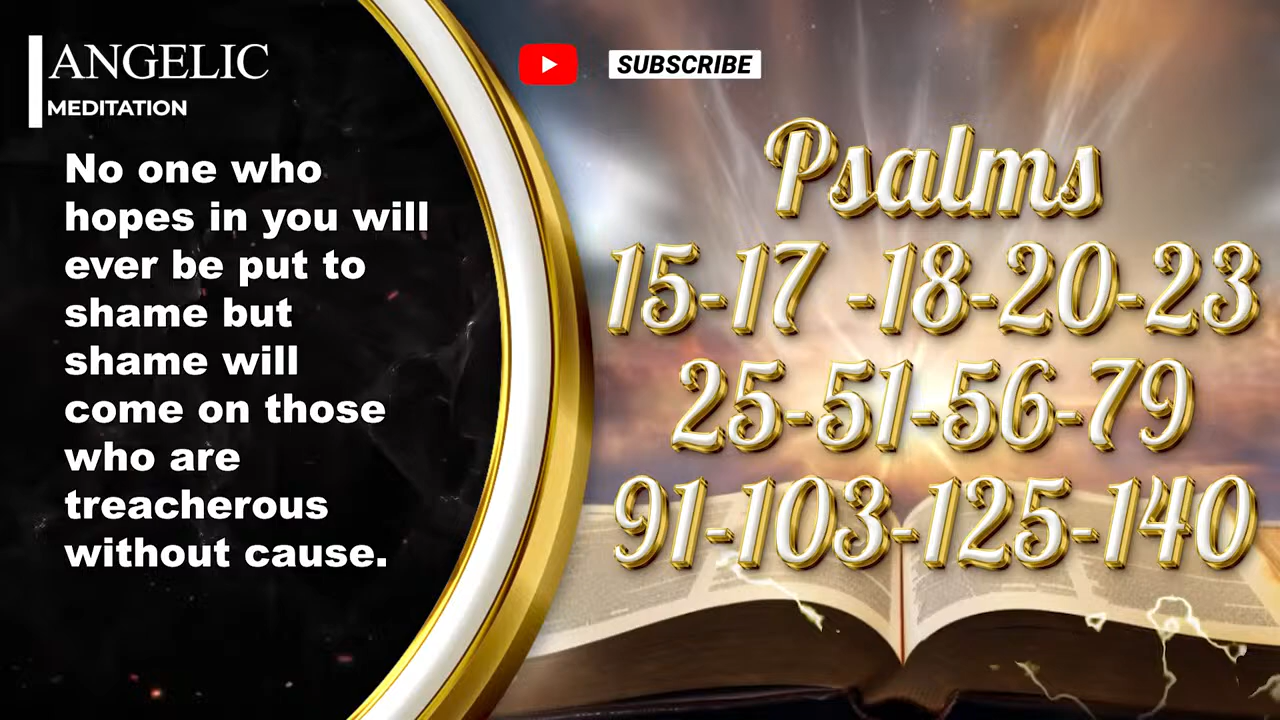 ANGELIC
MEDITATION
No one who
hopes in you will
ever be put to
shame but
shame will
come on those
who are
treacherous
without cause.
SUBSCRIBE
Psalms
15-17 -18-20-23
25-51-56-79
91-103-125-140